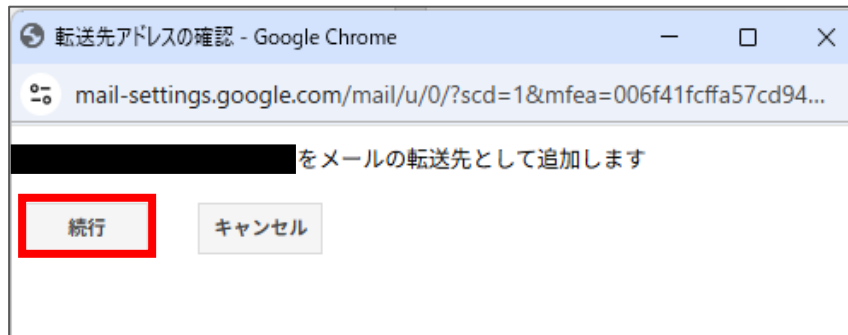 転送先アドレスの確認 - Google Chrome
mail-settings.google.com/mail/u/0/?scd=1&mfea=006f41fcffa57cd94...
をメールの転送先として追加します
続行 キャンセル